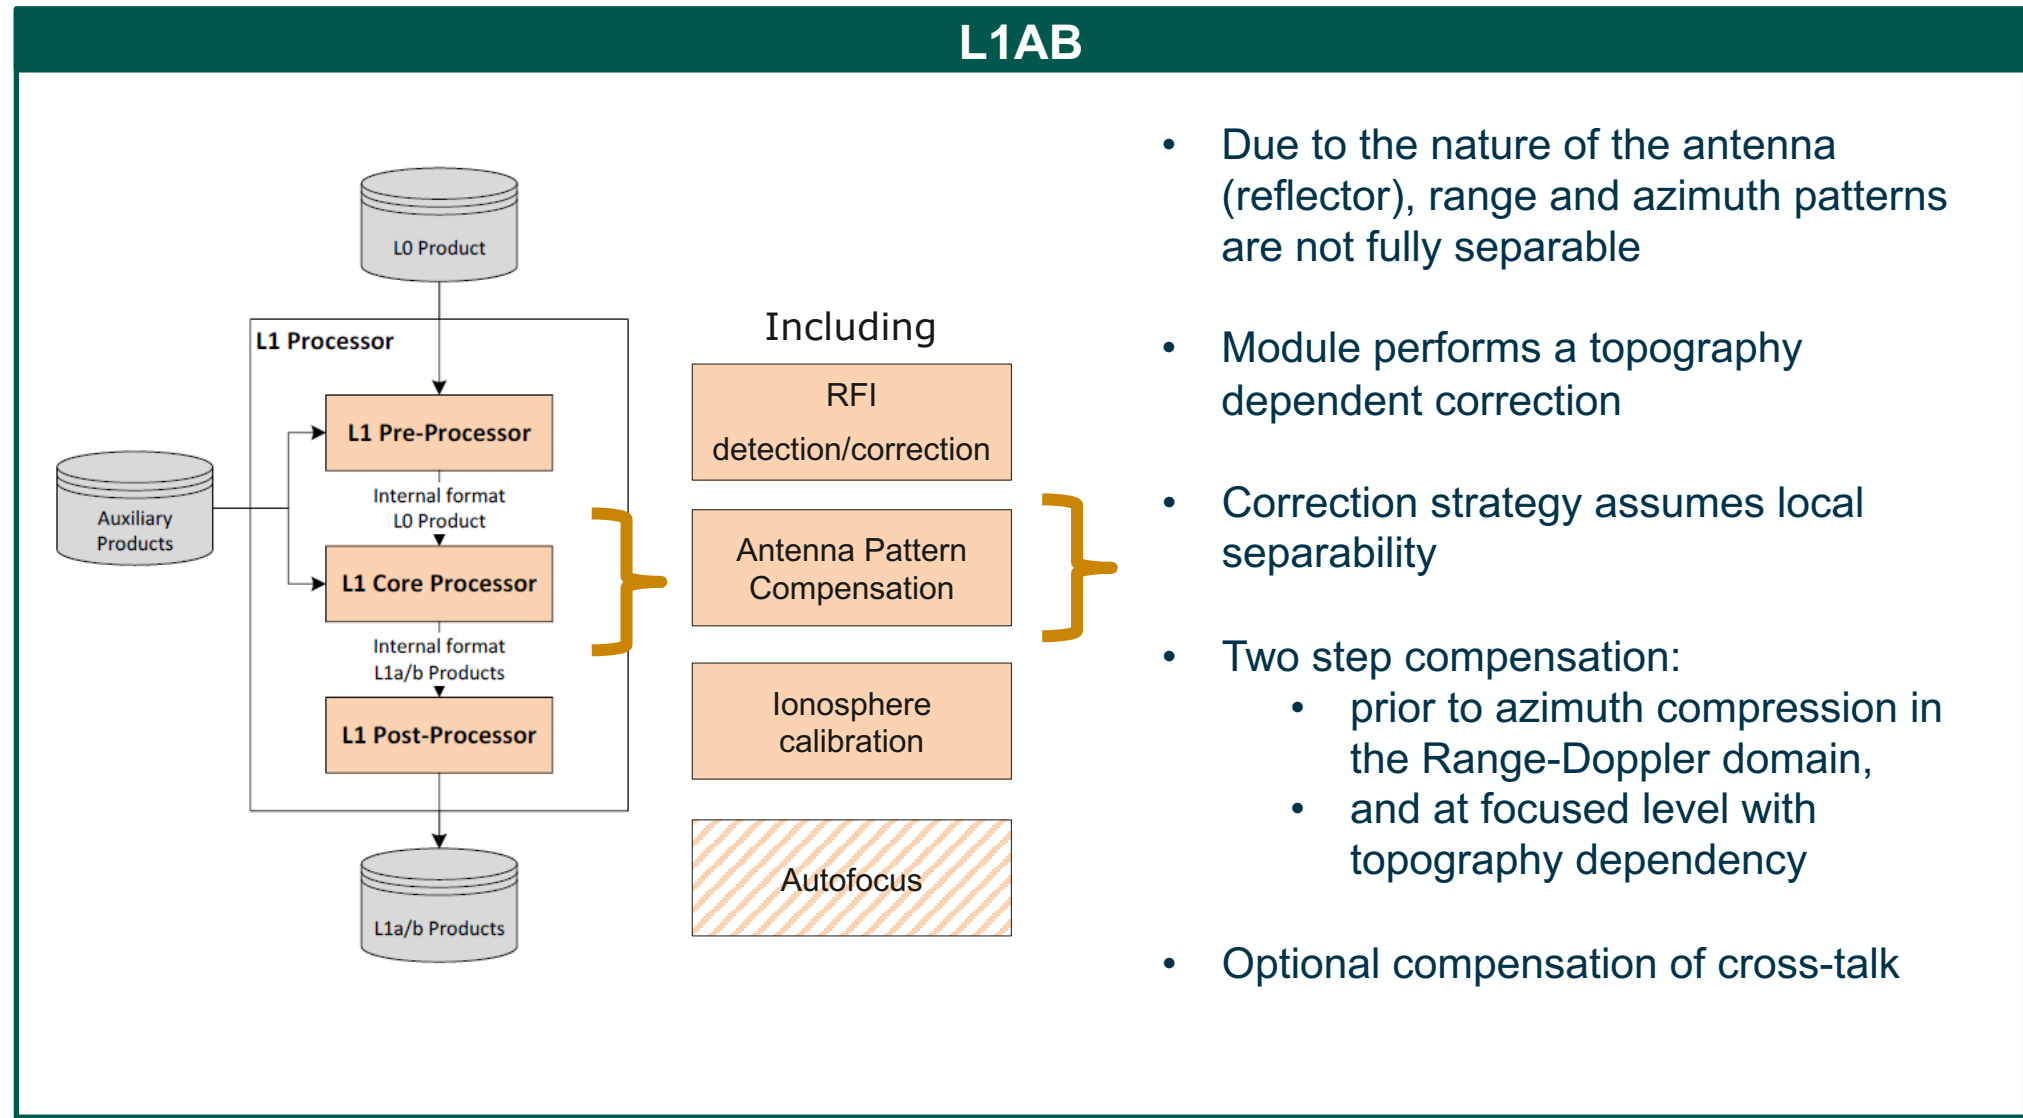 L1AB
L0 Product
L1 Processor
L1 Pre-Processor
Internal format
L0 Product
Auxiliary
Products
L1 Core Processor
Internal format
L1a/b Products
L1 Post-Processor
L1a/b Products
Including
RFI
detection/correction
Antenna Pattern
Compensation
Ionosphere
calibration
Autofocus
• Due to the nature of the antenna
(reflector), range and azimuth patterns
are not fully separable
• Module performs a topography
dependent correction
• Correction strategy assumes local
separability
• Two step compensation:
• prior to azimuth compression in
the Range-Doppler domain,
• and at focused level with
topography dependency
• Optional compensation of cross-talk